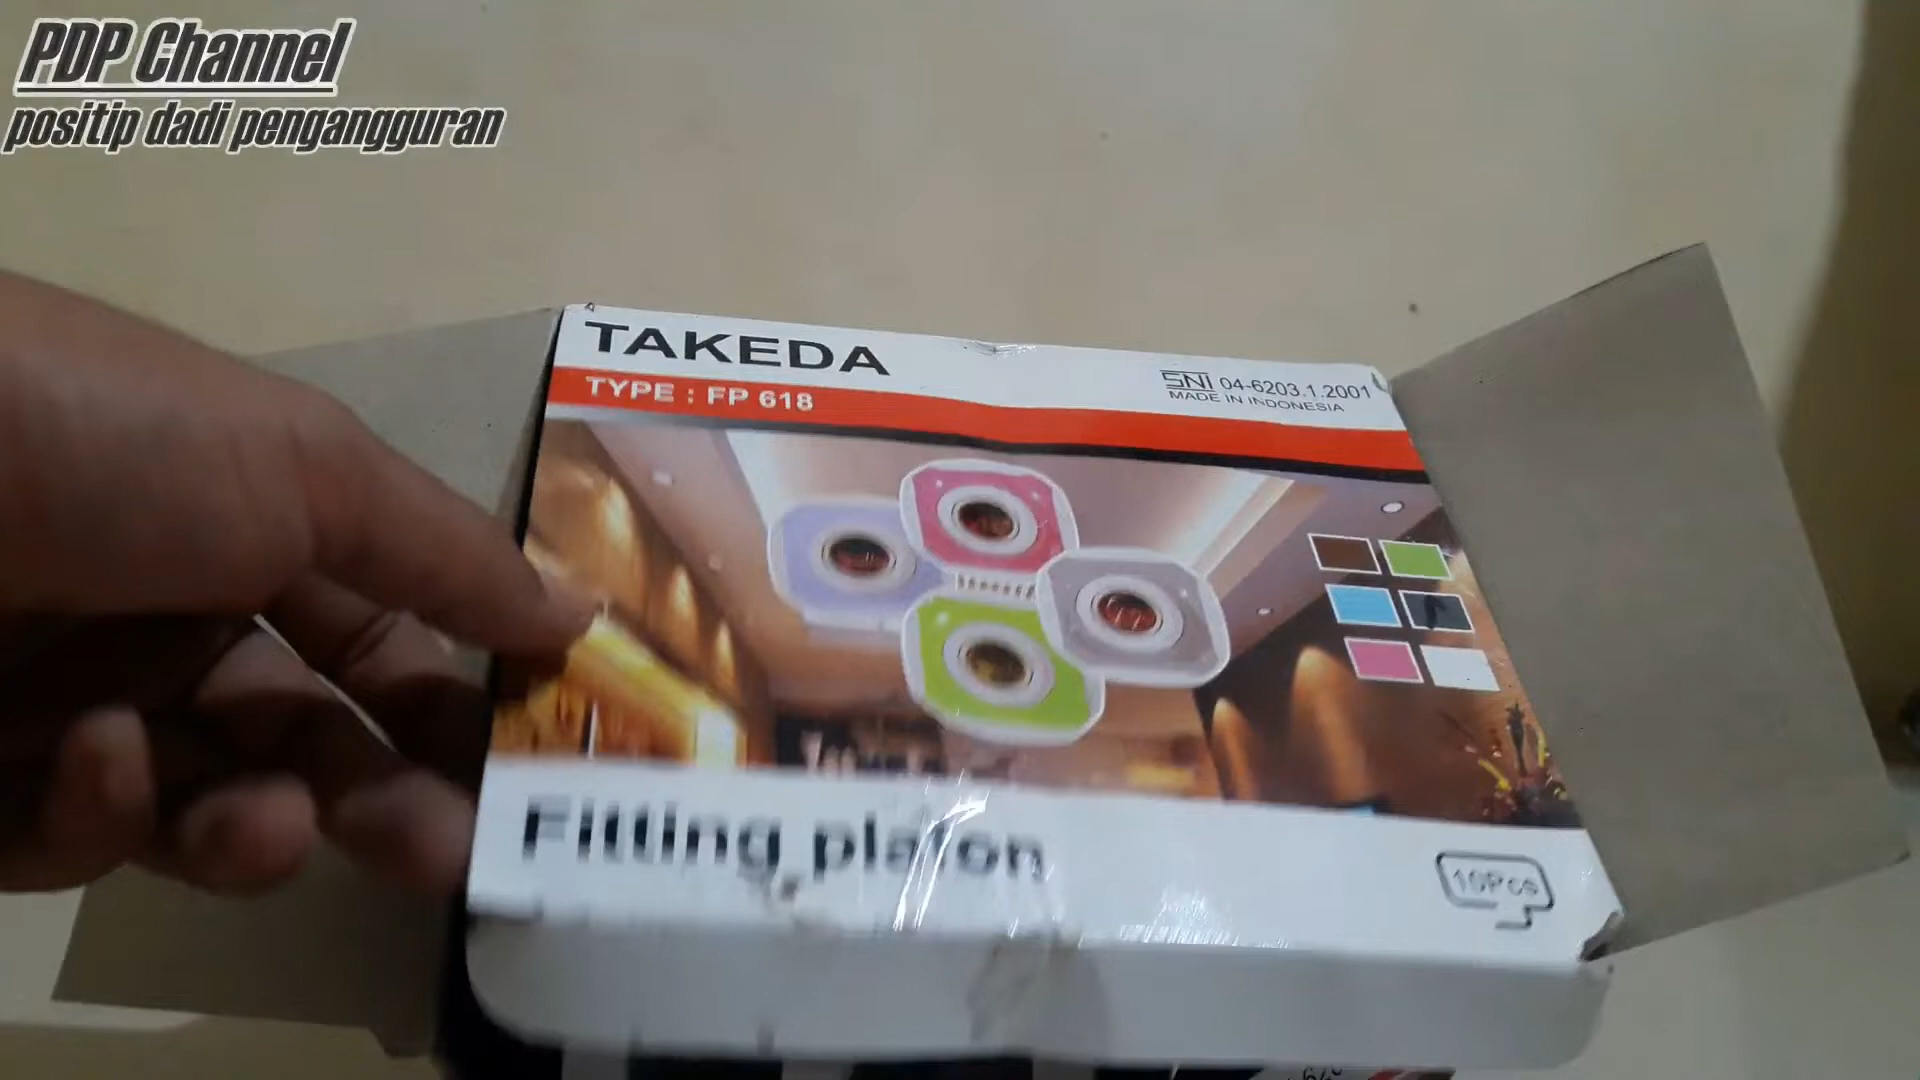 PDP Channel
positip dadi pengangguran
TAKEDA
TYPE : FP 618
SNI 04-6203.1.2001
MADE IN INDONESIA
Fitting plafon
10Pcs